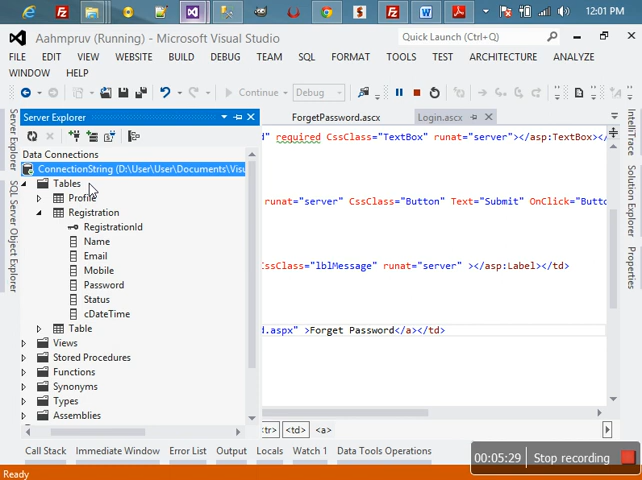 12:01 PM
Aahmpruv (Running) - Microsoft Visual Studio
Quick Launch (Ctrl+Q)
FILE EDIT VIEW WEBSITE BUILD DEBUG TEAM SQL FORMAT TOOLS TEST ARCHITECTURE ANALYZE
WINDOW HELP
Continue Debug
Server Explorer
ForgetPassword.ascx Login.ascx
Data Connections
ConnectionString (D:\User\User\Documents\Visu
Tables
Profile
Registration
RegistrationId
Name
Email
Mobile
Password
Status
cDateTime
Table
Views
Stored Procedures
Functions
Synonyms
Types
Assemblies
" required CssClass="TextBox" runat="server"></asp:TextBox></
runat="server" CssClass="Button" Text="Submit" OnClick="Butto
CssClass="lblMessage" runat="server" ></asp:Label></td>
d.aspx" >Forget Password</a></td>
<tr> <td> <a>
Server Explorer
SQL Server Object Explorer
IntelliTrace
Solution Explorer
Properties
Call Stack Immediate Window Error List Output Locals Watch 1 Data Tools Operations
00:05:29 Stop recording
Ready